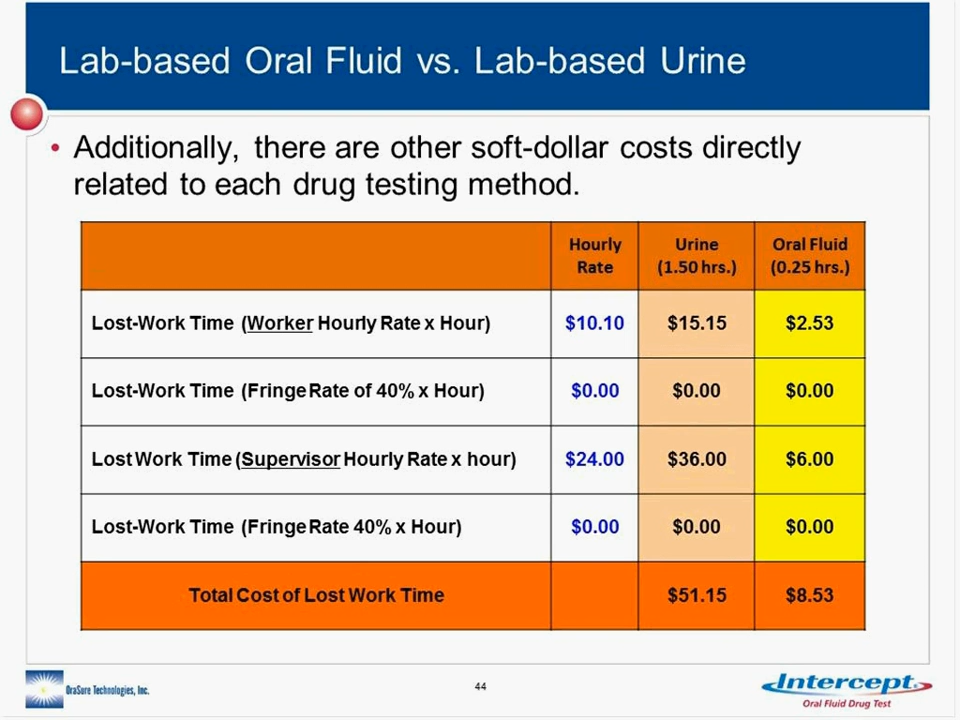 Lab-based Oral Fluid vs. Lab-based Urine
• Additionally, there are other soft-dollar costs directly
related to each drug testing method.
Hourly Rate Urine (1.50 hrs.) Oral Fluid (0.25 hrs.)
Lost-Work Time (Worker Hourly Rate x Hour) $10.10 $15.15 $2.53
Lost-Work Time (Fringe Rate of 40% x Hour) $0.00 $0.00 $0.00
Lost Work Time (Supervisor Hourly Rate x hour) $24.00 $36.00 $6.00
Lost-Work Time (Fringe Rate 40% x Hour) $0.00 $0.00 $0.00
Total Cost of Lost Work Time $51.15 $8.53
OraSure Technologies, Inc.
44
Intercept®
Oral Fluid Drug Test